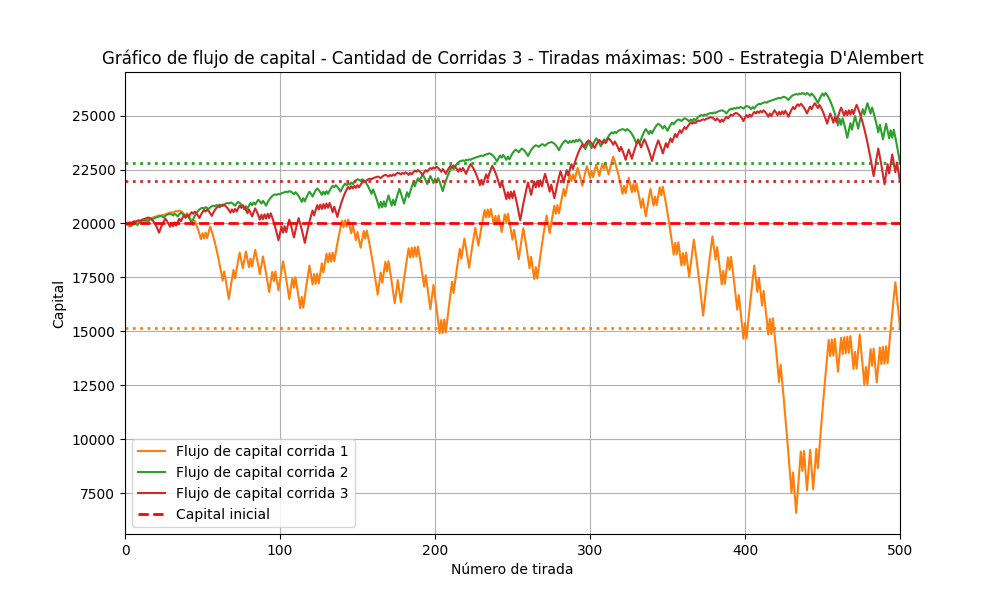 Gráfico de flujo de capital - Cantidad de Corridas 3 - Tiradas máximas: 500 - Estrategia D'Alembert
Capital
25000
22500
20000
17500
15000
12500
10000
7500
Flujo de capital corrida 1
Flujo de capital corrida 2
Flujo de capital corrida 3
Capital inicial
0 100 200 300 400 500
Número de tirada